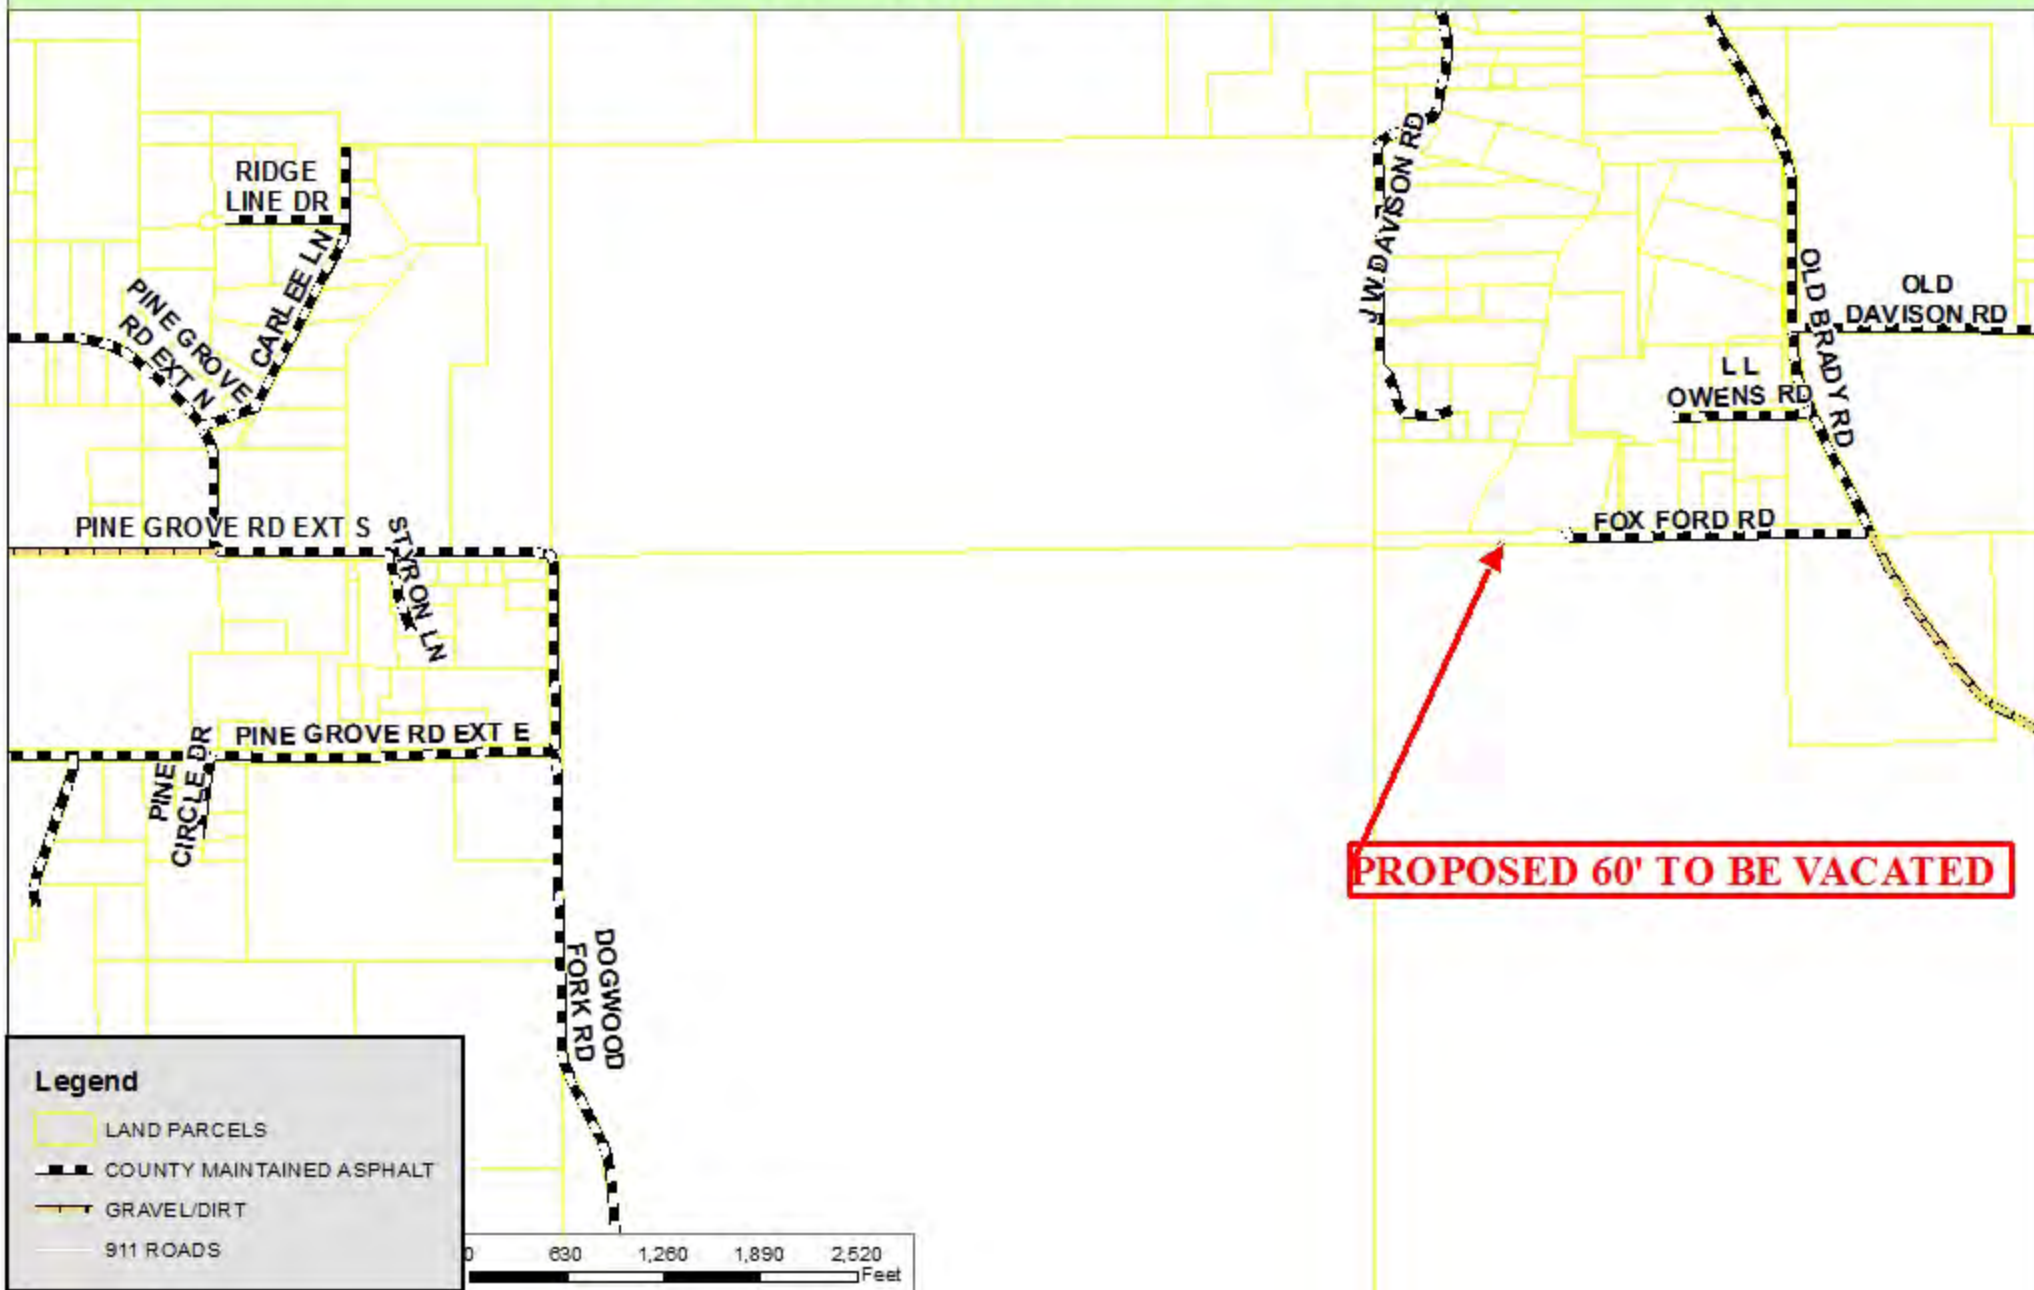 RIDGE
LINE DR
CARLEE LN
PINE GROVE
RD EXT N
PINE GROVE RD EXT S
STYRON LN
PINE GROVE RD EXT E
PINE
CIRCLE DR
DOGWOOD
FORK RD
J W DAVISON RD
OLD BRADY RD
OLD
DAVISON RD
L L
OWENS RD
FOX FORD RD
PROPOSED 60' TO BE VACATED
Legend
LAND PARCELS
COUNTY MAINTAINED ASPHALT
GRAVEL/DIRT
911 ROADS
0 630 1,260 1,890 2,520
Feet